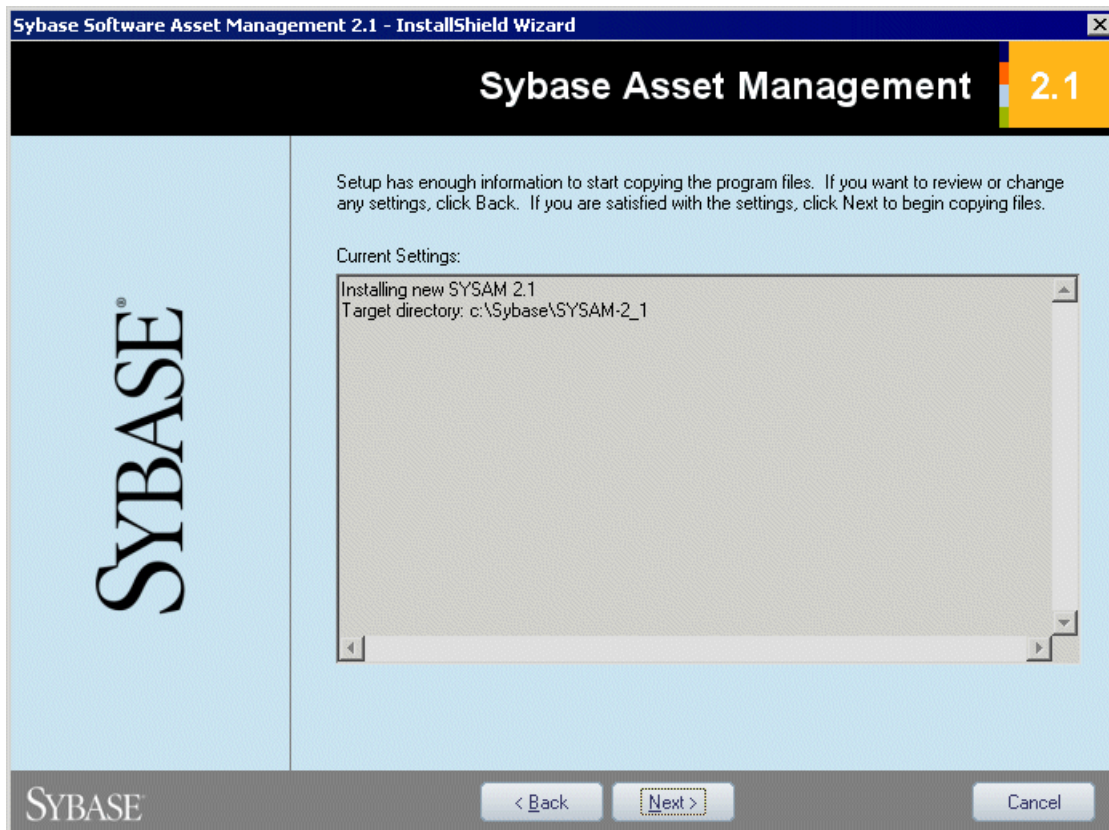 Sybase Software Asset Management 2.1 - InstallShield Wizard
Sybase Asset Management 2.1
Setup has enough information to start copying the program files. If you want to review or change
any settings, click Back. If you are satisfied with the settings, click Next to begin copying files.
Current Settings:
Installing new SYSAM 2.1
Target directory: c:\Sybase\SYSAM-2_1
SYBASE®
SYBASE
< Back
Next >
Cancel